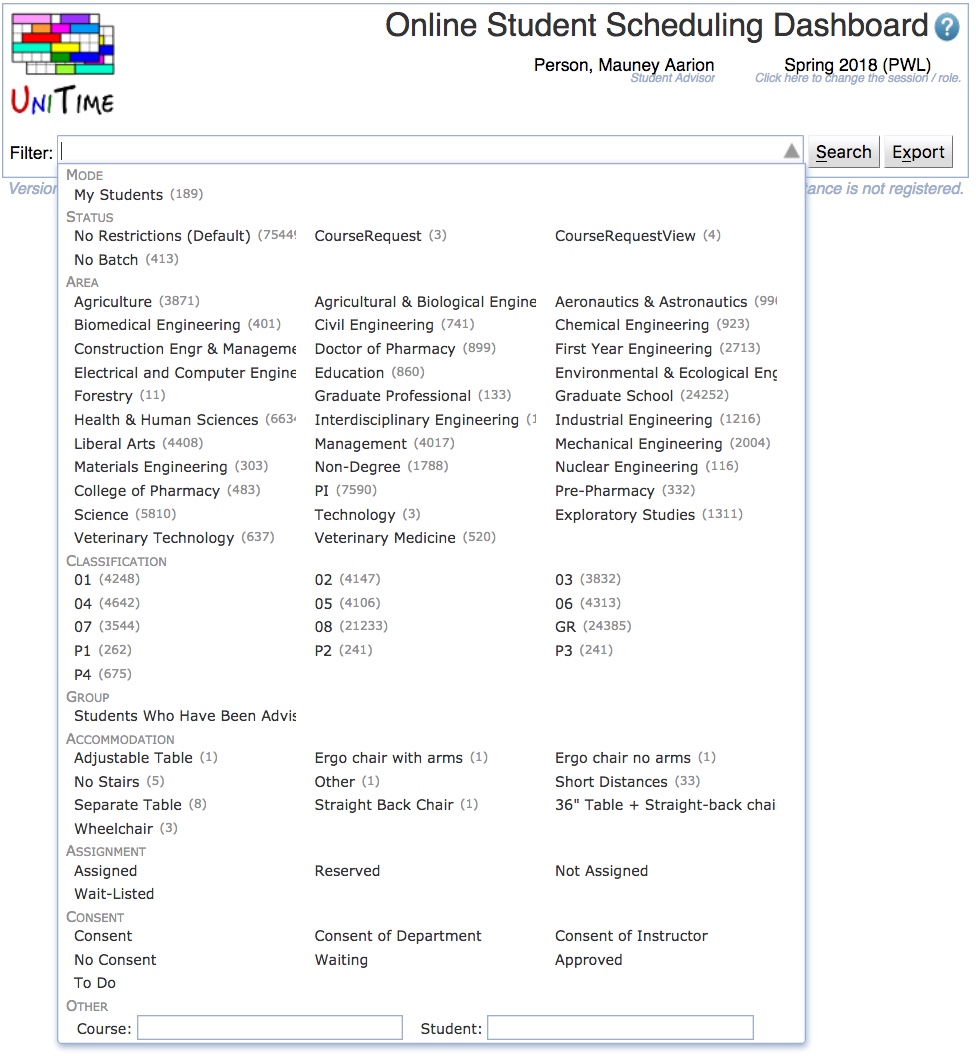 Online Student Scheduling Dashboard ?
Person, Mauney Aarion Spring 2018 (PWL)
Student Advisor Click here to change the session / role.
UNITIME
Filter: Search Export
Version tance is not registered.
MODE
My Students (189)
STATUS
No Restrictions (Default) (75449 CourseRequest (3) CourseRequestView (4)
No Batch (413)
AREA
Agriculture (3871) Agricultural & Biological Engine Aeronautics & Astronautics (990
Biomedical Engineering (401) Civil Engineering (741) Chemical Engineering (923)
Construction Engr & Manageme Doctor of Pharmacy (899) First Year Engineering (2713)
Electrical and Computer Engine Education (860) Environmental & Ecological Eng
Forestry (11) Graduate Professional (133) Graduate School (24252)
Health & Human Sciences (6634 Interdisciplinary Engineering (1 Industrial Engineering (1216)
Liberal Arts (4408) Management (4017) Mechanical Engineering (2004)
Materials Engineering (303) Non-Degree (1788) Nuclear Engineering (116)
College of Pharmacy (483) PI (7590) Pre-Pharmacy (332)
Science (5810) Technology (3) Exploratory Studies (1311)
Veterinary Technology (637) Veterinary Medicine (520)
CLASSIFICATION
01 (4248) 02 (4147) 03 (3832)
04 (4642) 05 (4106) 06 (4313)
07 (3544) 08 (21233) GR (24385)
P1 (262) P2 (241) P3 (241)
P4 (675)
GROUP
Students Who Have Been Advis
ACCOMMODATION
Adjustable Table (1) Ergo chair with arms (1) Ergo chair no arms (1)
No Stairs (5) Other (1) Short Distances (33)
Separate Table (8) Straight Back Chair (1) 36" Table + Straight-back chai
Wheelchair (3)
ASSIGNMENT
Assigned Reserved Not Assigned
Wait-Listed
CONSENT
Consent Consent of Department Consent of Instructor
No Consent Waiting Approved
To Do
OTHER
Course: Student: